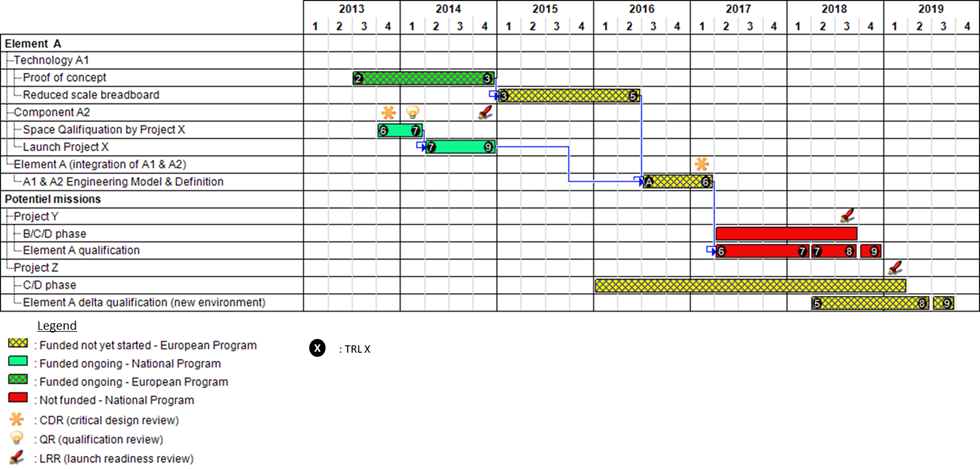 2013 2014 2015 2016 2017 2018 2019
1 2 3 4 1 2 3 4 1 2 3 4 1 2 3 4 1 2 3 4 1 2 3 4 1 2 3 4
Element A
Technology A1
Proof of concept 2 3
Reduced scale breadboard 3 5
Component A2
Space Qalifiquation by Project X 6 7
Launch Project X 7 9
Element A (integration of A1 & A2)
A1 & A2 Engineering Model & Definition A 6
Potentiel missions
Project Y
B/C/D phase
Element A qualification 6 7 7 8 9
Project Z
C/D phase
Element A delta qualification (new environment) 5 8 9
Legend
: Funded not yet started - European Program
X : TRL X
: Funded ongoing - National Program
: Funded ongoing - European Program
: Not funded - National Program
: CDR (critical design review)
: QR (qualification review)
: LRR (launch readiness review)